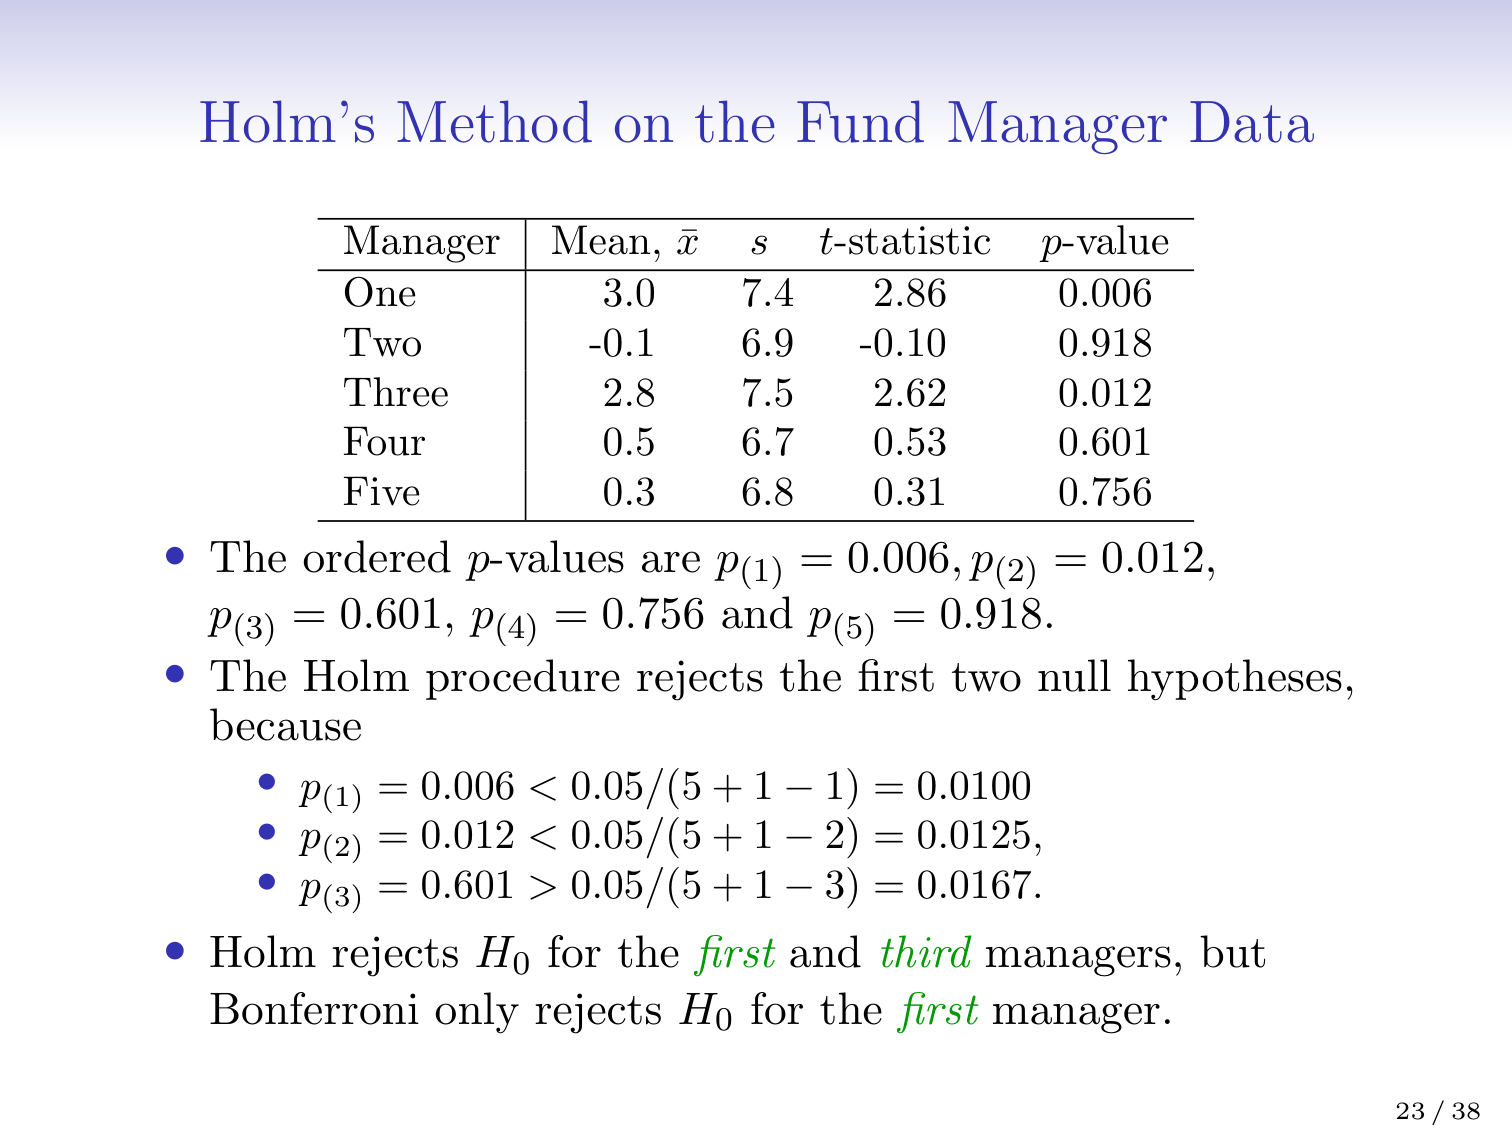 Holm's Method on the Fund Manager Data
Manager Mean, x̄ s t-statistic p-value
One 3.0 7.4 2.86 0.006
Two -0.1 6.9 -0.10 0.918
Three 2.8 7.5 2.62 0.012
Four 0.5 6.7 0.53 0.601
Five 0.3 6.8 0.31 0.756
• The ordered p-values are p₍₁₎ = 0.006, p₍₂₎ = 0.012,
p₍₃₎ = 0.601, p₍₄₎ = 0.756 and p₍₅₎ = 0.918.
• The Holm procedure rejects the first two null hypotheses,
because
• p₍₁₎ = 0.006 < 0.05/(5 + 1 − 1) = 0.0100
• p₍₂₎ = 0.012 < 0.05/(5 + 1 − 2) = 0.0125,
• p₍₃₎ = 0.601 > 0.05/(5 + 1 − 3) = 0.0167.
• Holm rejects H₀ for the first and third managers, but
Bonferroni only rejects H₀ for the first manager.
23 / 38